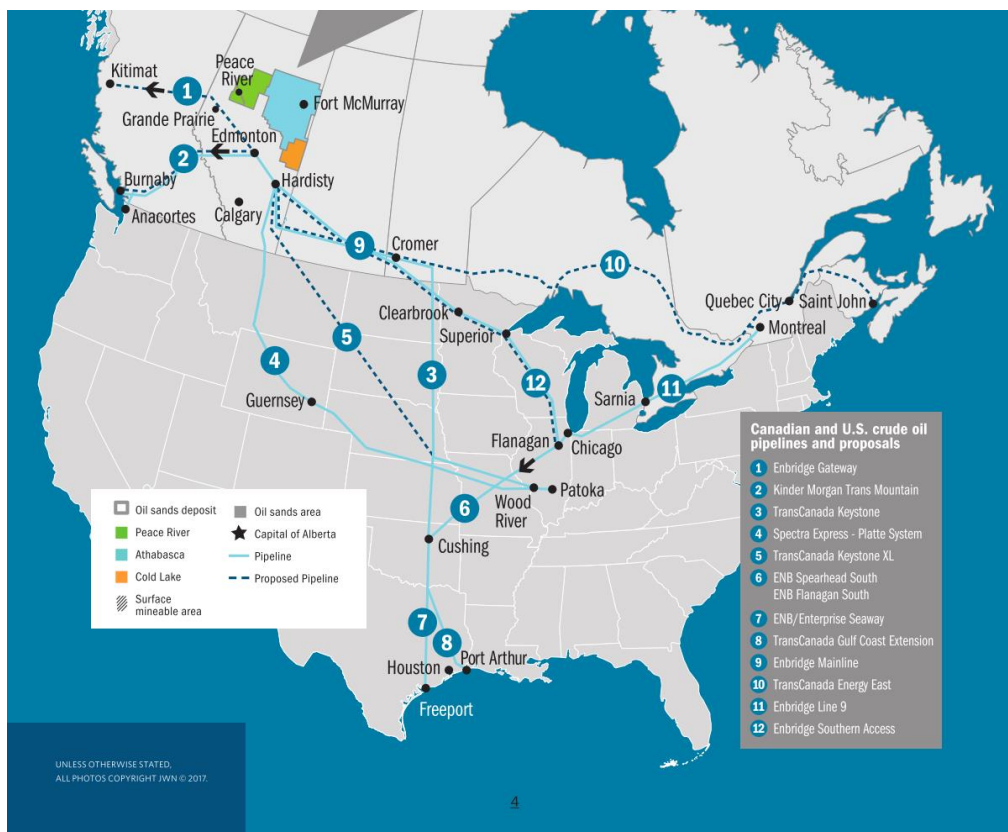 Kitimat
1
Peace
River
Fort McMurray
Grande Prairie
Edmonton
2
Burnaby
Hardisty
Anacortes
Calgary
9
Cromer
10
Quebec City
Saint John
Clearbrook
Montreal
Superior
5
4
3
12
11
Guernsey
Sarnia
Flanagan
Chicago
Wood
River
Patoka
6
Cushing
7
8
Houston
Port Arthur
Freeport
Oil sands deposit
Peace River
Athabasca
Cold Lake
Surface
mineable area
Oil sands area
Capital of Alberta
Pipeline
Proposed Pipeline
Canadian and U.S. crude oil
pipelines and proposals
1 Enbridge Gateway
2 Kinder Morgan Trans Mountain
3 TransCanada Keystone
4 Spectra Express - Platte System
5 TransCanada Keystone XL
6 ENB Spearhead South
ENB Flanagan South
7 ENB/Enterprise Seaway
8 TransCanada Gulf Coast Extension
9 Enbridge Mainline
10 TransCanada Energy East
11 Enbridge Line 9
12 Enbridge Southern Access
UNLESS OTHERWISE STATED,
ALL PHOTOS COPYRIGHT JWN © 2017.
4